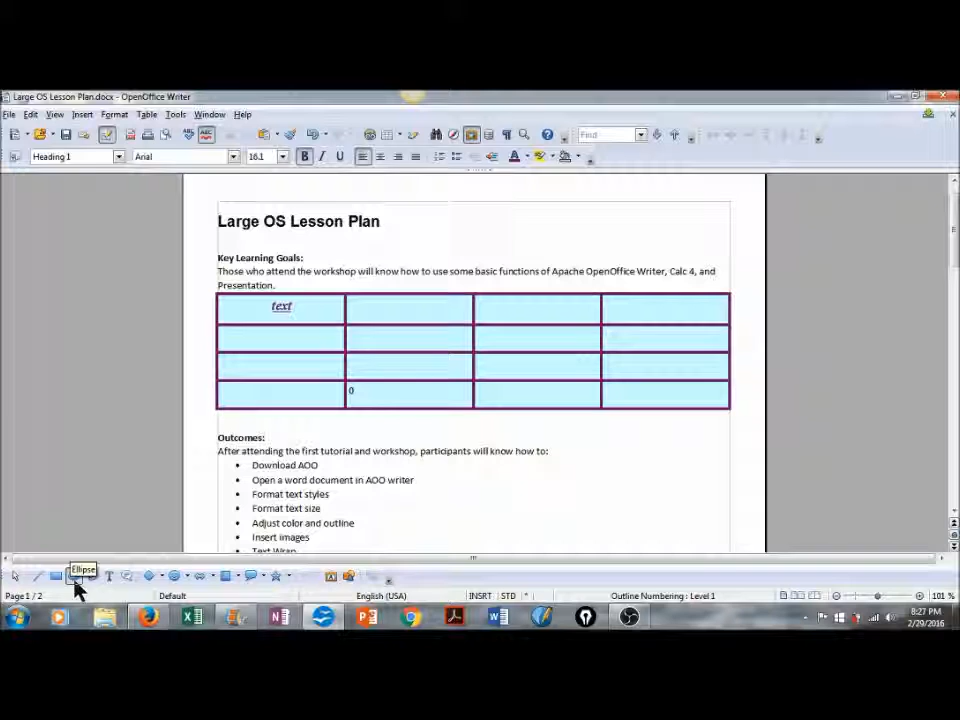 Large OS Lesson Plan.docx - OpenOffice Writer
File Edit View Insert Format Table Tools Window Help
Find
Heading 1 Arial 16.1 B I U
Large OS Lesson Plan
Key Learning Goals:
Those who attend the workshop will know how to use some basic functions of Apache OpenOffice Writer, Calc 4, and
Presentation.
text
0
Outcomes:
After attending the first tutorial and workshop, participants will know how to:
• Download AOO
• Open a word document in AOO writer
• Format text styles
• Format text size
• Adjust color and outline
• Insert images
• Text Wrap
Ellipse
Page 1 / 2 Default English (USA) INSRT STD * Outline Numbering : Level 1 101 %
8:27 PM
2/29/2016